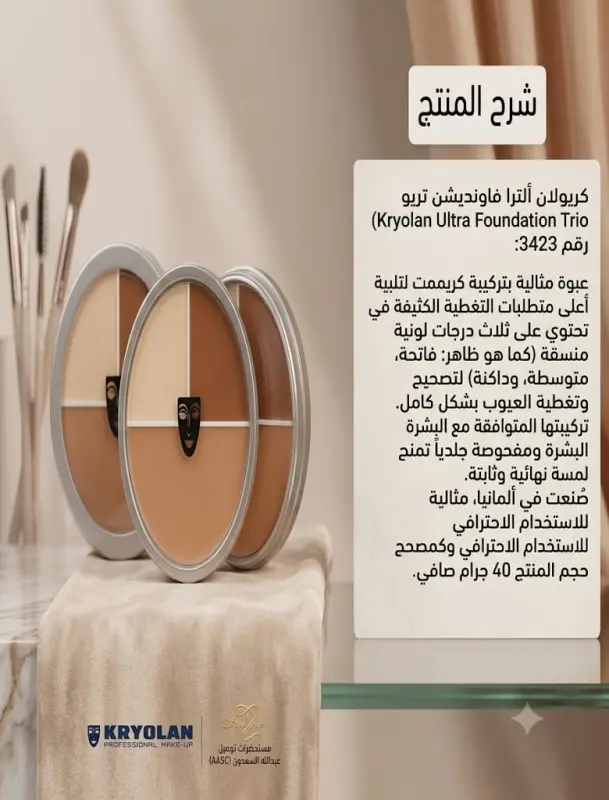 شرح المنتج
كريولان ألترا فاونديشن تريو
Kryolan Ultra Foundation Trio)
رقم 3423:
عبوة مثالية بتركيبة كريممت لتلبية
أعلى متطلبات التغطية الكثيفة في
تحتوي على ثلاث درجات لونية
منسقة (كما هو ظاهر: فاتحة،
متوسطة، وداكنة) لتصحيح
وتغطية العيوب بشكل كامل.
تركيبتها المتوافقة مع البشرة
البشرة ومفحوصة جلدياً تمنح
لمسة نهائية وثابتة.
صُنعت في ألمانيا، مثالية
للاستخدام الاحترافي
للاستخدام الاحترافي وكمصحح
حجم المنتج 40 جرام صافي.
KRYOLAN
PROFESSIONAL MAKE-UP
مستحضرات توميل
عبدالله السعدون (AASC)